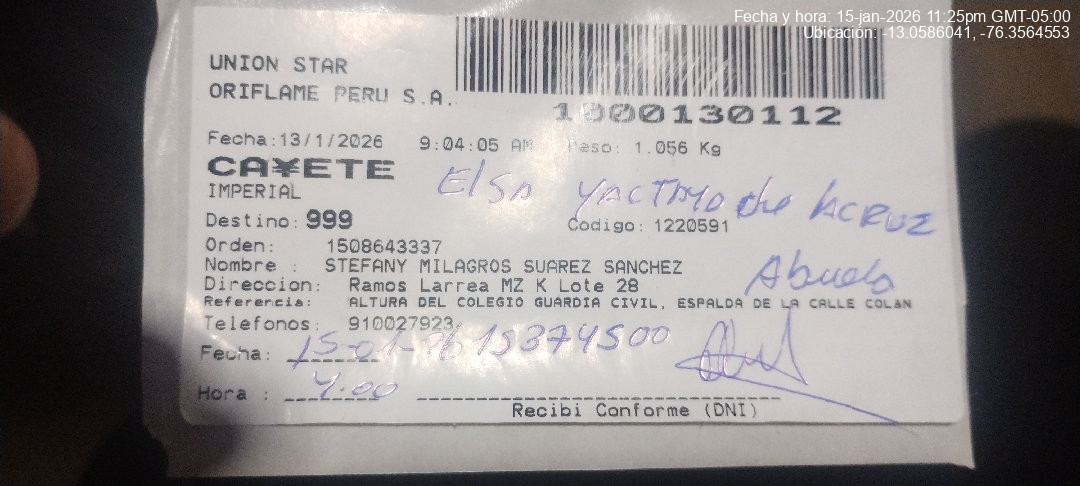 Fecha y hora: 15-jan-2026 11:25pm GMT-05:00
Ubicación: -13.0586041, -76.3564553
UNION STAR
ORIFLAME PERU S.A.
1000130112
Fecha:13/1/2026 9:04:05 AM Peso: 1.056 Kg
CA¥ETE
IMPERIAL
Elsa YACTAYO de la CRUZ
Destino: 999 Codigo: 1220591
Orden: 1508643337
Nombre : STEFANY MILAGROS SUAREZ SANCHEZ
Direccion: Ramos Larrea MZ K Lote 28
Abuela
Referencia: ALTURA DEL COLEGIO GUARDIA CIVIL, ESPALDA DE LA CALLE COLAN
Telefonos: 910027923
Fecha: 15-01-26 15374500
Hora : 4:00
Recibi Conforme (DNI)